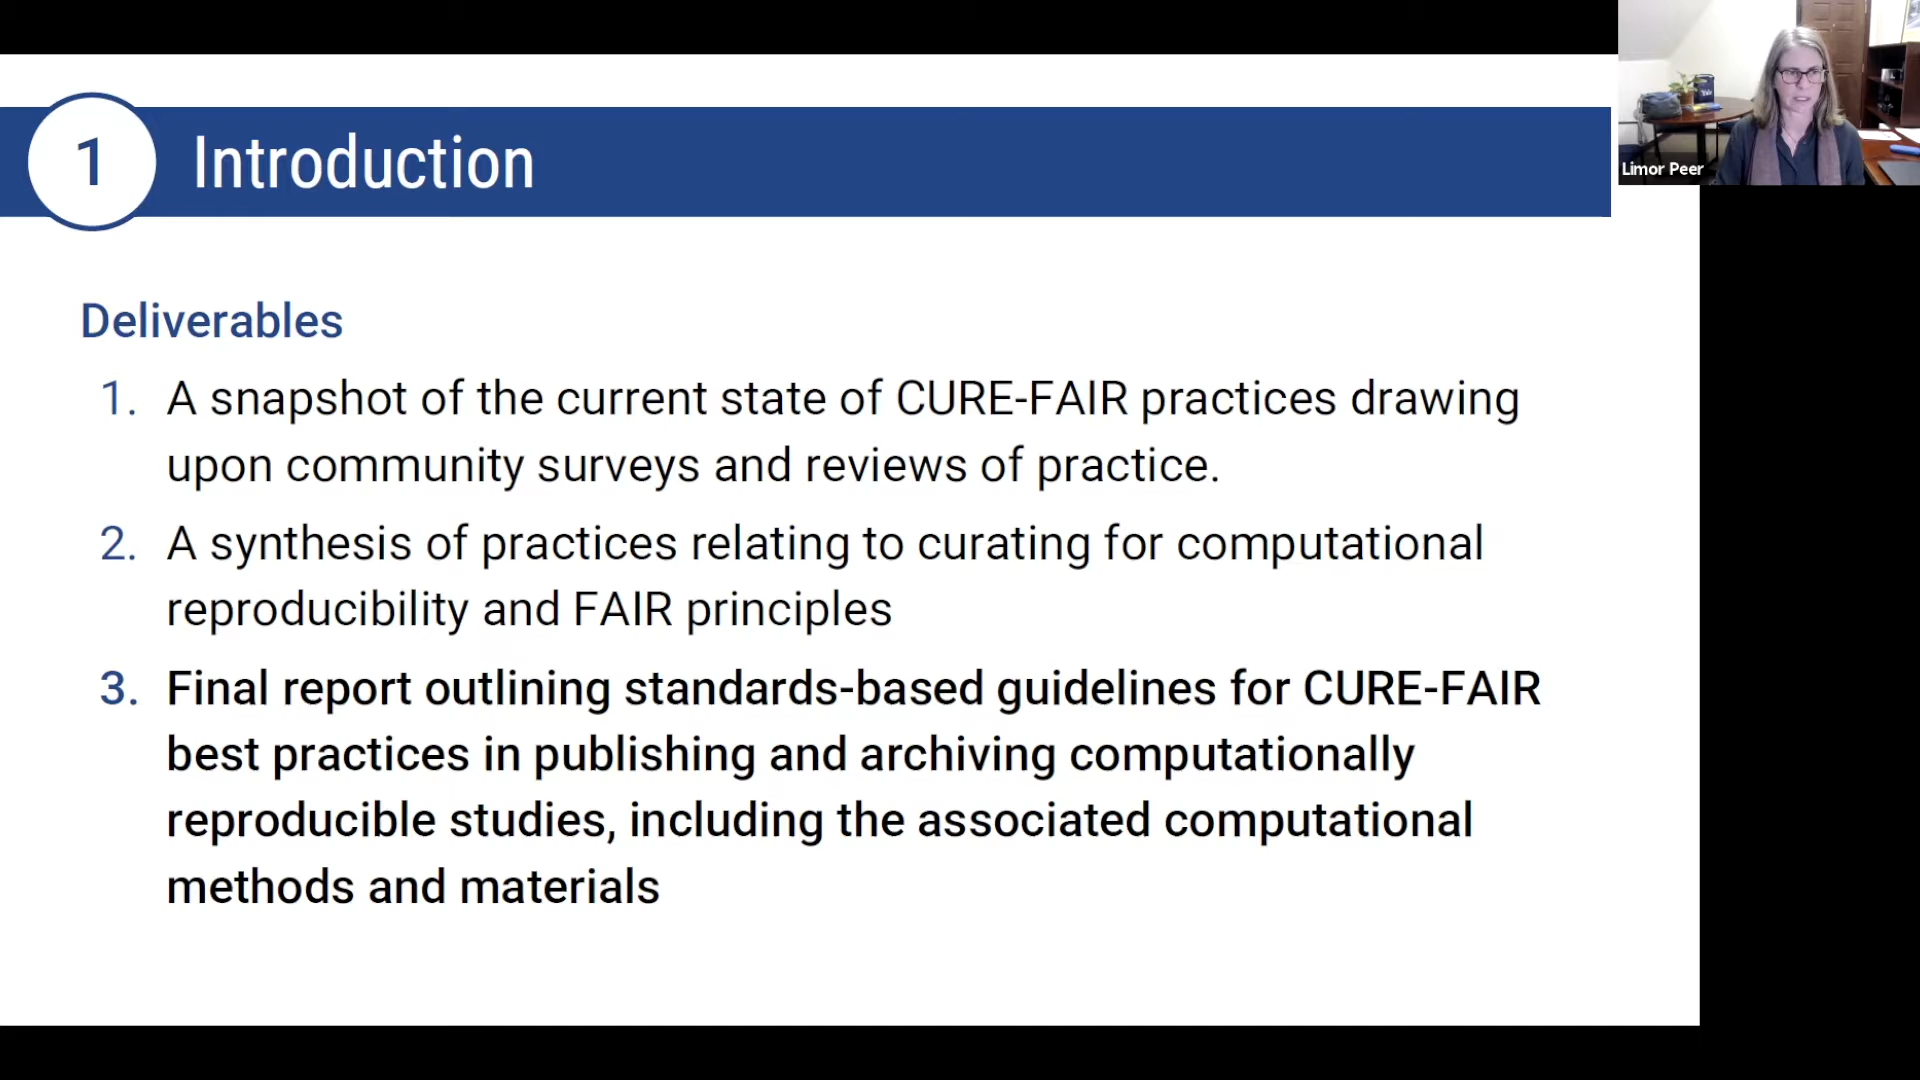 1 Introduction
Limor Peer
Deliverables
1. A snapshot of the current state of CURE-FAIR practices drawing
upon community surveys and reviews of practice.
2. A synthesis of practices relating to curating for computational
reproducibility and FAIR principles
3. Final report outlining standards-based guidelines for CURE-FAIR
best practices in publishing and archiving computationally
reproducible studies, including the associated computational
methods and materials